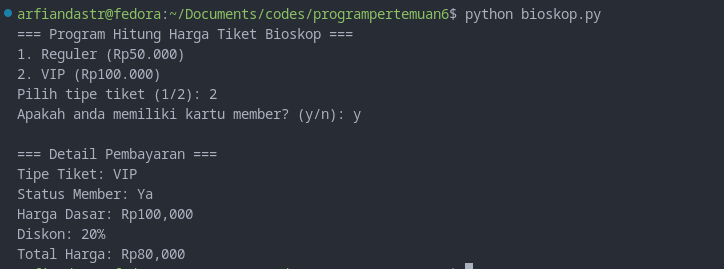 arfiandastr@fedora:~/Documents/codes/programpertemuan6$ python bioskop.py
=== Program Hitung Harga Tiket Bioskop ===
1. Reguler (Rp50.000)
2. VIP (Rp100.000)
Pilih tipe tiket (1/2): 2
Apakah anda memiliki kartu member? (y/n): y
=== Detail Pembayaran ===
Tipe Tiket: VIP
Status Member: Ya
Harga Dasar: Rp100,000
Diskon: 20%
Total Harga: Rp80,000